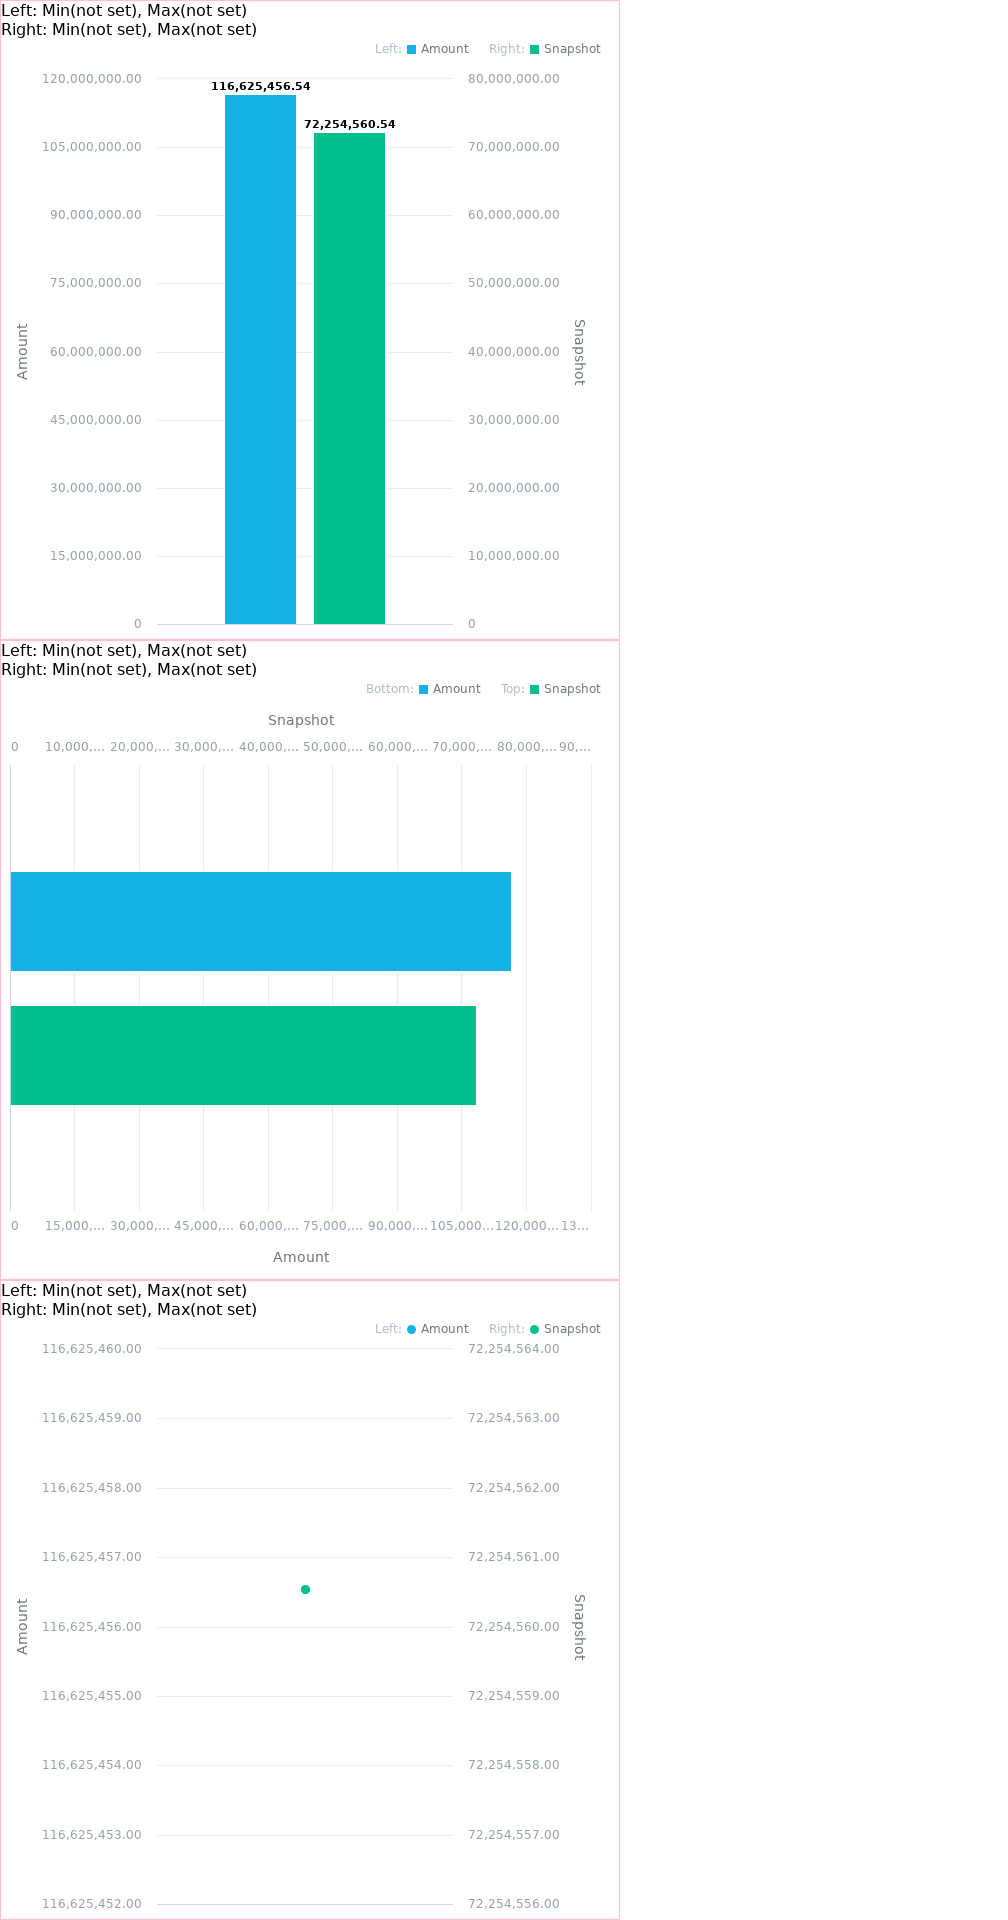 Left: Min(not set), Max(not set)
Right: Min(not set), Max(not set)
Left: Amount Right: Snapshot
120,000,000.00 80,000,000.00
116,625,456.54
72,254,560.54
105,000,000.00 70,000,000.00
90,000,000.00 60,000,000.00
75,000,000.00 50,000,000.00
Amount
Snapshot
60,000,000.00 40,000,000.00
45,000,000.00 30,000,000.00
30,000,000.00 20,000,000.00
15,000,000.00 10,000,000.00
0 0
Left: Min(not set), Max(not set)
Right: Min(not set), Max(not set)
Bottom: Amount Top: Snapshot
Snapshot
0 10,000,... 20,000,... 30,000,... 40,000,... 50,000,... 60,000,... 70,000,... 80,000,... 90,...
0 15,000,... 30,000,... 45,000,... 60,000,... 75,000,... 90,000,... 105,000... 120,000... 13...
Amount
Left: Min(not set), Max(not set)
Right: Min(not set), Max(not set)
Left: Amount Right: Snapshot
116,625,460.00 72,254,564.00
116,625,459.00 72,254,563.00
116,625,458.00 72,254,562.00
116,625,457.00 72,254,561.00
Amount
Snapshot
116,625,456.00 72,254,560.00
116,625,455.00 72,254,559.00
116,625,454.00 72,254,558.00
116,625,453.00 72,254,557.00
116,625,452.00 72,254,556.00